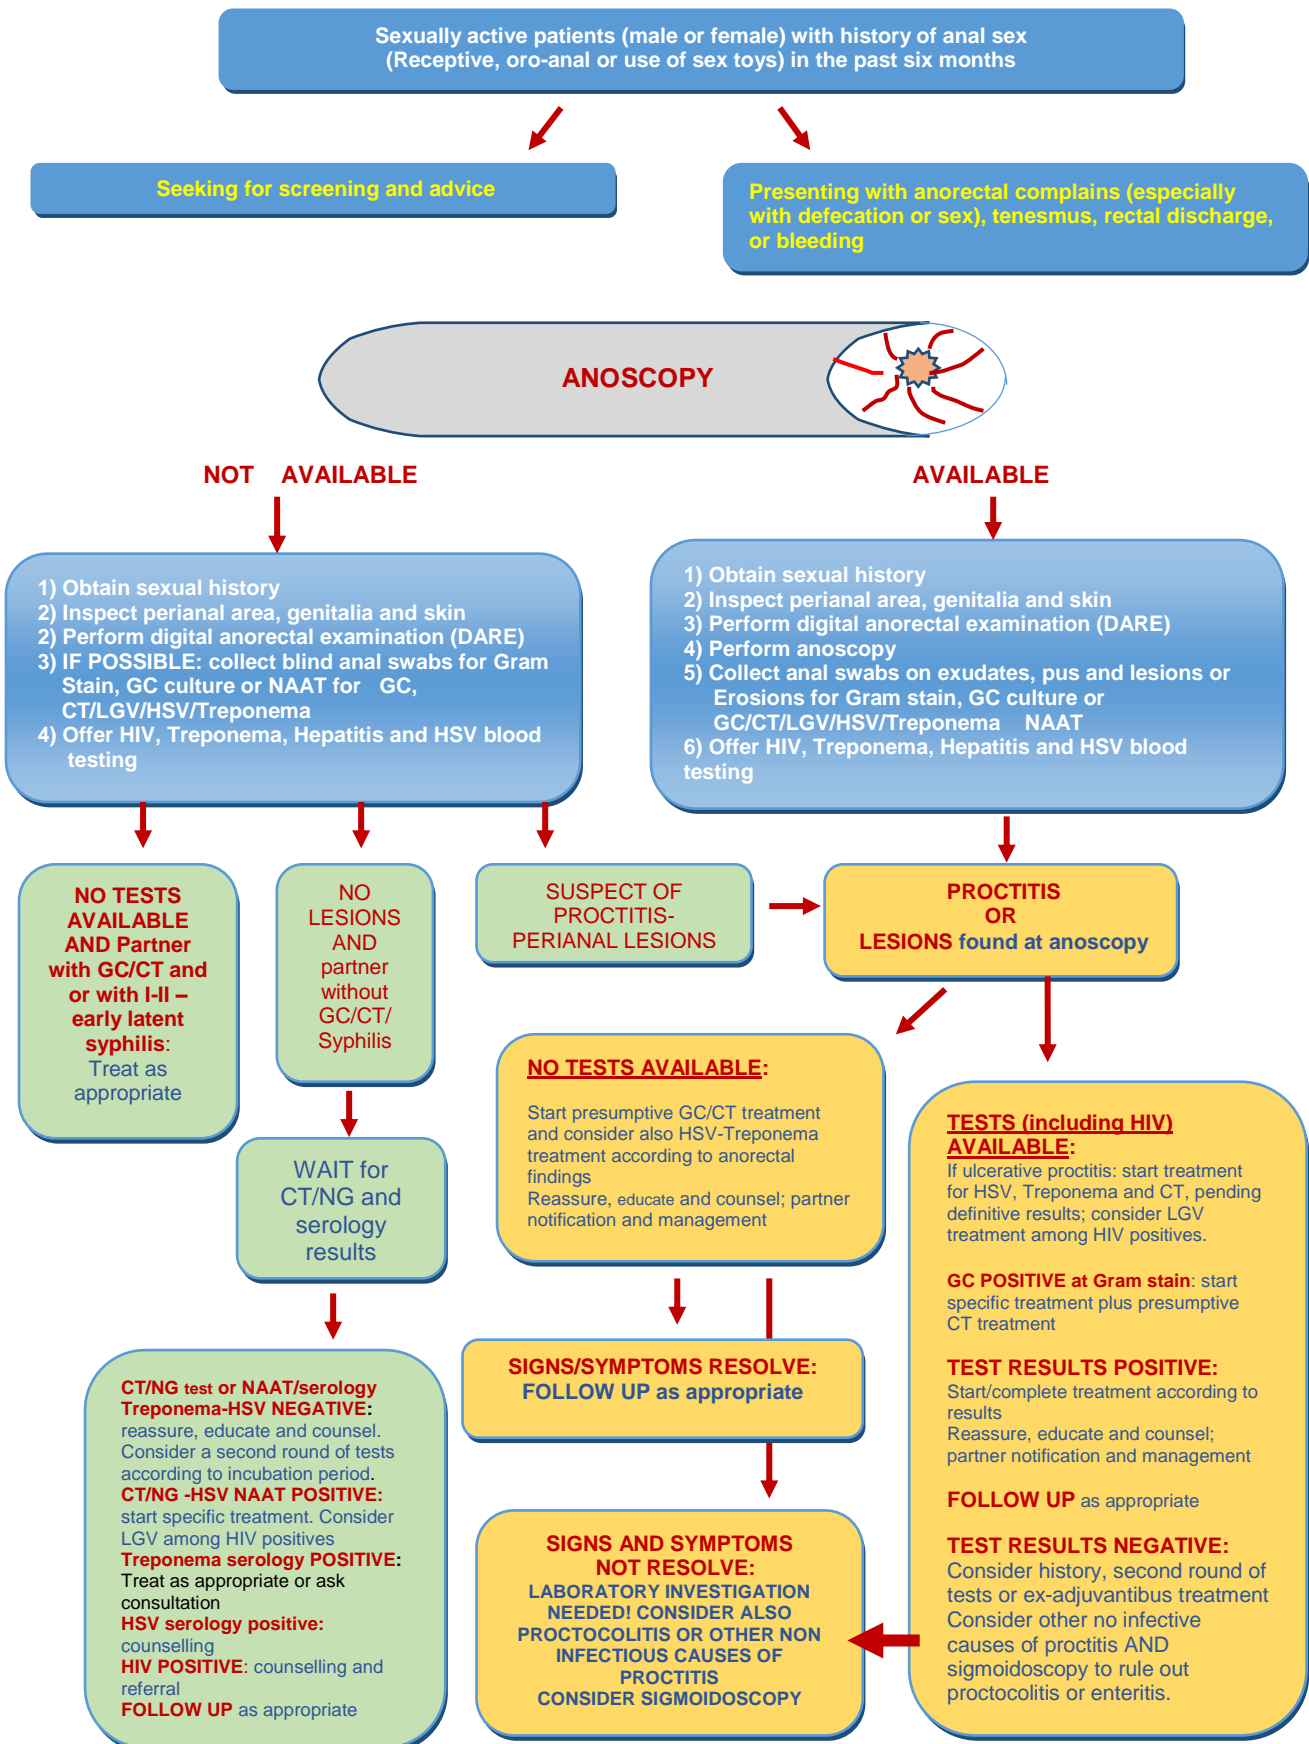 Sexually active patients (male or female) with history of anal sex
(Receptive, oro-anal or use of sex toys) in the past six months
Seeking for screening and advice
Presenting with anorectal complains (especially
with defecation or sex), tenesmus, rectal discharge,
or bleeding
ANOSCOPY
NOT AVAILABLE
AVAILABLE
1) Obtain sexual history
2) Inspect perianal area, genitalia and skin
2) Perform digital anorectal examination (DARE)
3) IF POSSIBLE: collect blind anal swabs for Gram
Stain, GC culture or NAAT for GC,
CT/LGV/HSV/Treponema
4) Offer HIV, Treponema, Hepatitis and HSV blood
testing
1) Obtain sexual history
2) Inspect perianal area, genitalia and skin
3) Perform digital anorectal examination (DARE)
4) Perform anoscopy
5) Collect anal swabs on exudates, pus and lesions or
Erosions for Gram stain, GC culture or
GC/CT/LGV/HSV/Treponema NAAT
6) Offer HIV, Treponema, Hepatitis and HSV blood
testing
NO TESTS
AVAILABLE
AND Partner
with GC/CT and
or with I-II –
early latent
syphilis:
Treat as
appropriate
NO
LESIONS
AND
partner
without
GC/CT/
Syphilis
SUSPECT OF
PROCTITIS-
PERIANAL LESIONS
PROCTITIS
OR
LESIONS found at anoscopy
WAIT for
CT/NG and
serology
results
NO TESTS AVAILABLE:
Start presumptive GC/CT treatment
and consider also HSV-Treponema
treatment according to anorectal
findings
Reassure, educate and counsel; partner
notification and management
TESTS (including HIV)
AVAILABLE:
If ulcerative proctitis: start treatment
for HSV, Treponema and CT, pending
definitive results; consider LGV
treatment among HIV positives.
GC POSITIVE at Gram stain: start
specific treatment plus presumptive
CT treatment
TEST RESULTS POSITIVE:
Start/complete treatment according to
results
Reassure, educate and counsel;
partner notification and management
FOLLOW UP as appropriate
TEST RESULTS NEGATIVE:
Consider history, second round of
tests or ex-adjuvantibus treatment
Consider other no infective
causes of proctitis AND
sigmoidoscopy to rule out
proctocolitis or enteritis.
SIGNS/SYMPTOMS RESOLVE:
FOLLOW UP as appropriate
CT/NG test or NAAT/serology
Treponema-HSV NEGATIVE:
reassure, educate and counsel.
Consider a second round of tests
according to incubation period.
CT/NG -HSV NAAT POSITIVE:
start specific treatment. Consider
LGV among HIV positives
Treponema serology POSITIVE:
Treat as appropriate or ask
consultation
HSV serology positive:
counselling
HIV POSITIVE: counselling and
referral
FOLLOW UP as appropriate
SIGNS AND SYMPTOMS
NOT RESOLVE:
LABORATORY INVESTIGATION
NEEDED! CONSIDER ALSO
PROCTOCOLITIS OR OTHER NON
INFECTIOUS CAUSES OF
PROCTITIS
CONSIDER SIGMOIDOSCOPY